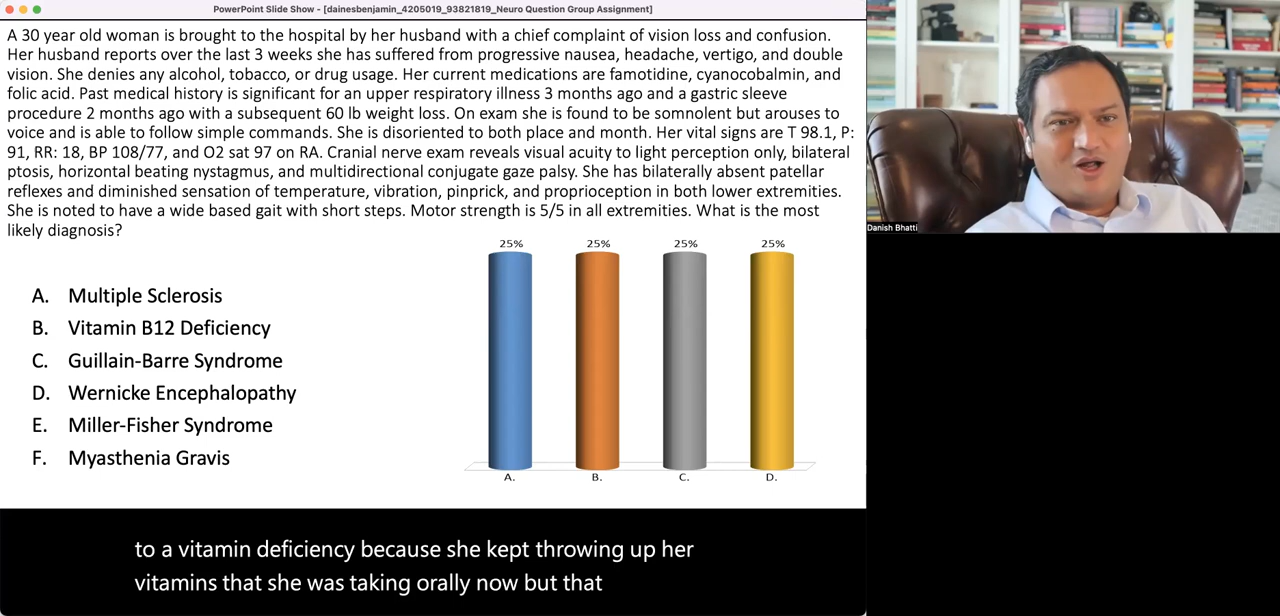 PowerPoint Slide Show - [dainesbenjamin_4205019_93821819_Neuro Question Group Assignment]
A 30 year old woman is brought to the hospital by her husband with a chief complaint of vision loss and confusion.
Her husband reports over the last 3 weeks she has suffered from progressive nausea, headache, vertigo, and double
vision. She denies any alcohol, tobacco, or drug usage. Her current medications are famotidine, cyanocobalmin, and
folic acid. Past medical history is significant for an upper respiratory illness 3 months ago and a gastric sleeve
procedure 2 months ago with a subsequent 60 lb weight loss. On exam she is found to be somnolent but arouses to
voice and is able to follow simple commands. She is disoriented to both place and month. Her vital signs are T 98.1, P:
91, RR: 18, BP 108/77, and O2 sat 97 on RA. Cranial nerve exam reveals visual acuity to light perception only, bilateral
ptosis, horizontal beating nystagmus, and multidirectional conjugate gaze palsy. She has bilaterally absent patellar
reflexes and diminished sensation of temperature, vibration, pinprick, and proprioception in both lower extremities.
She is noted to have a wide based gait with short steps. Motor strength is 5/5 in all extremities. What is the most
likely diagnosis?
25% 25% 25% 25%
A. Multiple Sclerosis
B. Vitamin B12 Deficiency
C. Guillain-Barre Syndrome
D. Wernicke Encephalopathy
E. Miller-Fisher Syndrome
F. Myasthenia Gravis
A. B. C. D.
Danish Bhatti
to a vitamin deficiency because she kept throwing up her
vitamins that she was taking orally now but that